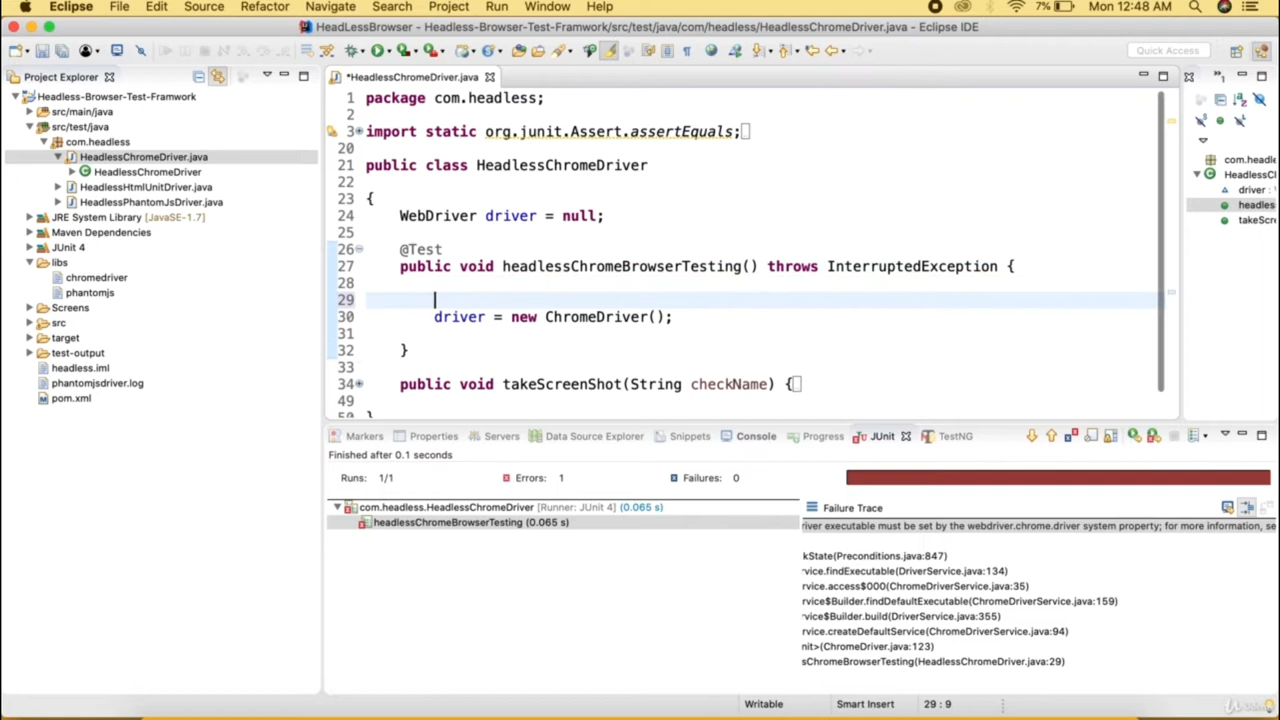 Eclipse File Edit Source Refactor Navigate Search Project Run Window Help 7% Mon 12:48 AM
HeadLessBrowser - Headless-Browser-Test-Framwork/src/test/java/com/headless/HeadlessChromeDriver.java - Eclipse IDE
Quick Access
Project Explorer
Headless-Browser-Test-Framwork
src/main/java
src/test/java
com.headless
HeadlessChromeDriver.java
HeadlessChromeDriver
HeadlessHtmlUnitDriver.java
HeadlessPhantomJsDriver.java
JRE System Library [JavaSE-1.7]
Maven Dependencies
JUnit 4
libs
chromedriver
phantomjs
Screens
src
target
test-output
headless.iml
phantomjsdriver.log
pom.xml
*HeadlessChromeDriver.java
1 package com.headless;
2
3 import static org.junit.Assert.assertEquals;
20
21 public class HeadlessChromeDriver
22
23 {
24 WebDriver driver = null;
25
26 @Test
27 public void headlessChromeBrowserTesting() throws InterruptedException {
28
29
30 driver = new ChromeDriver();
31
32 }
33
34 public void takeScreenShot(String checkName) {
49
50 }
com.headle
HeadlessCl
driver :
headles
takeScr
Markers Properties Servers Data Source Explorer Snippets Console Progress JUnit TestNG
Finished after 0.1 seconds
Runs: 1/1 Errors: 1 Failures: 0
com.headless.HeadlessChromeDriver [Runner: JUnit 4] (0.065 s)
headlessChromeBrowserTesting (0.065 s)
Failure Trace
river executable must be set by the webdriver.chrome.driver system property; for more information, se
kState(Preconditions.java:847)
rvice.findExecutable(DriverService.java:134)
rvice.access$000(ChromeDriverService.java:35)
rvice$Builder.findDefaultExecutable(ChromeDriverService.java:159)
rvice$Builder.build(DriverService.java:355)
rvice.createDefaultService(ChromeDriverService.java:94)
nit>(ChromeDriver.java:123)
sChromeBrowserTesting(HeadlessChromeDriver.java:29)
Writable Smart Insert 29 : 9